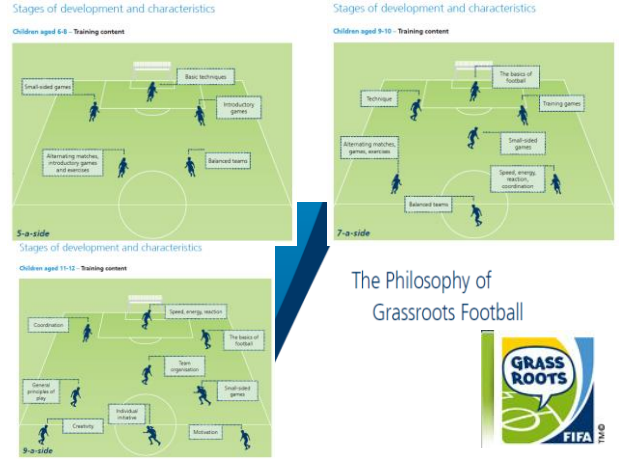 Stages of development and characteristics
Children aged 6-8 – Training content
Basic techniques
Small-sided games
Introductory
games
Alternating matches,
introductory games
and exercises
Balanced teams
5-a-side
Stages of development and characteristics
Children aged 9-10 – Training content
The basics of
football
Technique
Training games
Small-sided
games
Alternating matches,
games, exercises
Speed, energy,
reaction,
coordination
Balanced teams
7-a-side
Stages of development and characteristics
Children aged 11-12 – Training content
Speed, energy, reaction
Coordination
The basics of
football
Team
organisation
General
principles of
play
Small-sided
games
Individual
initiative
Creativity
Motivation
9-a-side
The Philosophy of
Grassroots Football
GRASS
ROOTS
FIFA
TM©